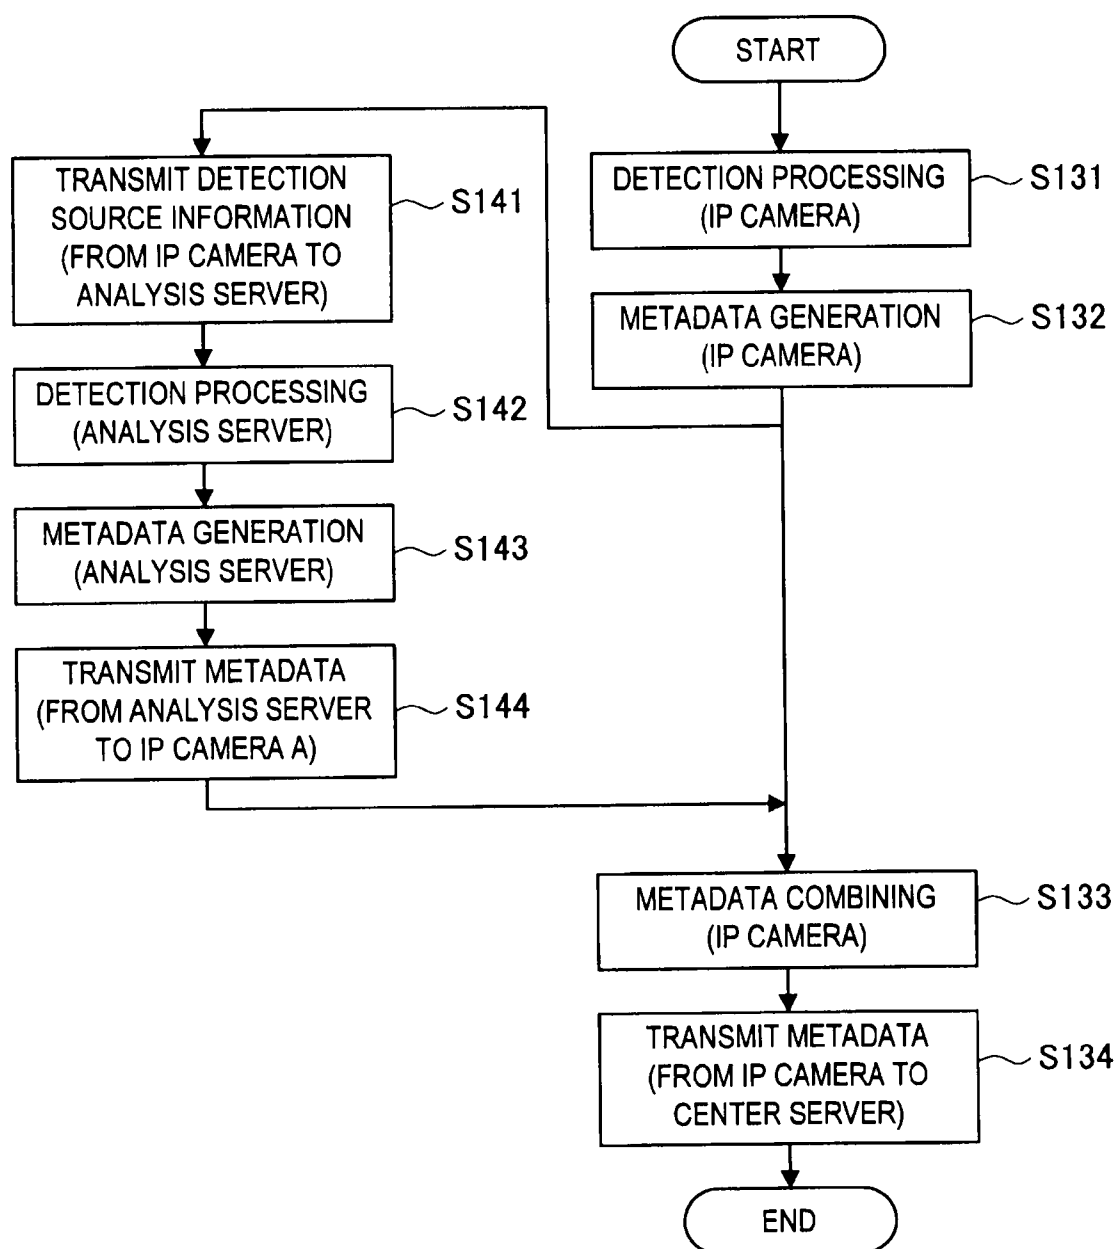 START
DETECTION PROCESSING
(IP CAMERA)
S131
METADATA GENERATION
(IP CAMERA)
S132
TRANSMIT DETECTION
SOURCE INFORMATION
(FROM IP CAMERA TO
ANALYSIS SERVER)
S141
DETECTION PROCESSING
(ANALYSIS SERVER)
S142
METADATA GENERATION
(ANALYSIS SERVER)
S143
TRANSMIT METADATA
(FROM ANALYSIS SERVER
TO IP CAMERA A)
S144
METADATA COMBINING
(IP CAMERA)
S133
TRANSMIT METADATA
(FROM IP CAMERA TO
CENTER SERVER)
S134
END